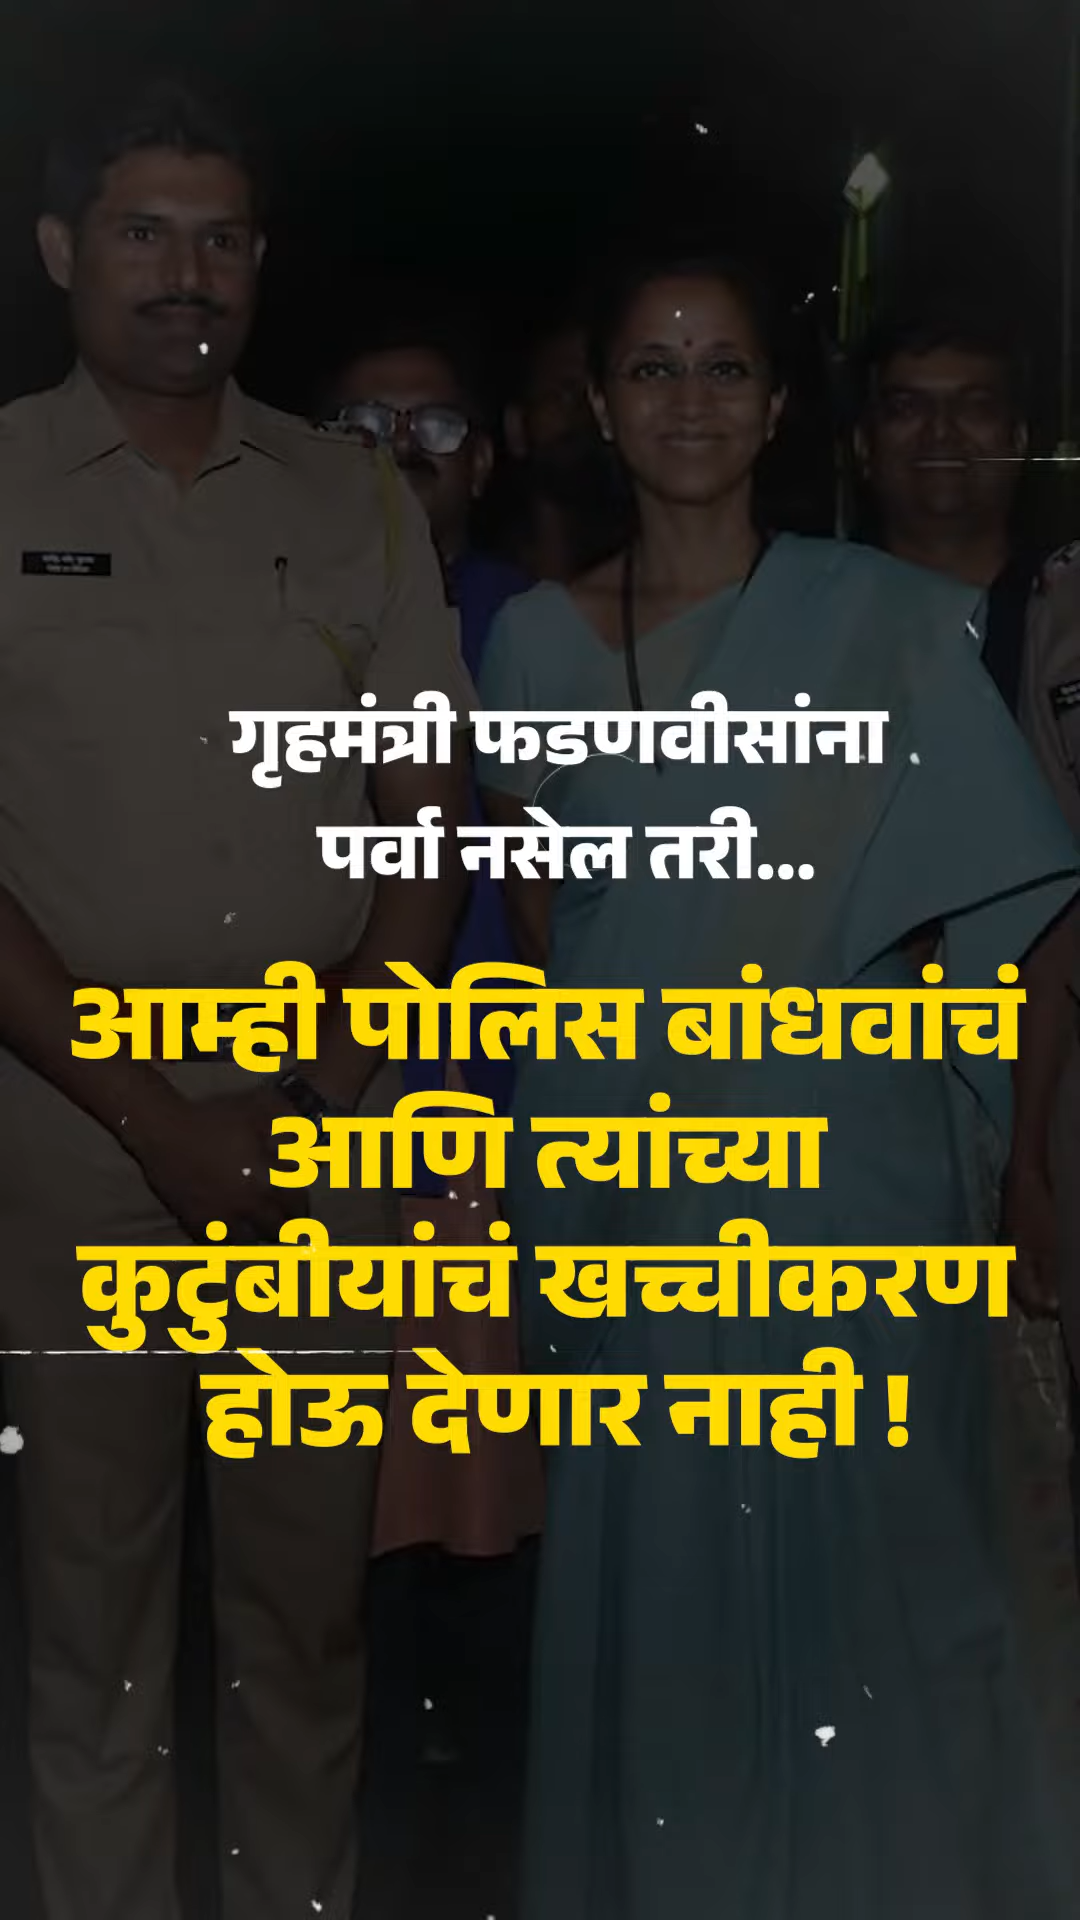 गृहमंत्री फडणवीसांना
पर्वा नसेल तरी...
आम्ही पोलिस बांधवांचं
आणि त्यांच्या
कुटुंबीयांचं खच्चीकरण
होऊ देणार नाही !